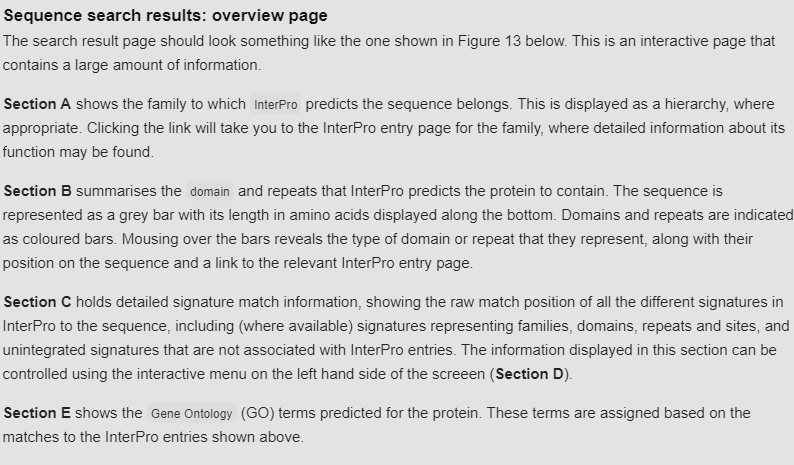 Sequence search results: overview page
The search result page should look something like the one shown in Figure 13 below. This is an interactive page that
contains a large amount of information.
Section A shows the family to which InterPro predicts the sequence belongs. This is displayed as a hierarchy, where
appropriate. Clicking the link will take you to the InterPro entry page for the family, where detailed information about its
function may be found.
Section B summarises the domain and repeats that InterPro predicts the protein to contain. The sequence is
represented as a grey bar with its length in amino acids displayed along the bottom. Domains and repeats are indicated
as coloured bars. Mousing over the bars reveals the type of domain or repeat that they represent, along with their
position on the sequence and a link to the relevant InterPro entry page.
Section C holds detailed signature match information, showing the raw match position of all the different signatures in
InterPro to the sequence, including (where available) signatures representing families, domains, repeats and sites, and
unintegrated signatures that are not associated with InterPro entries. The information displayed in this section can be
controlled using the interactive menu on the left hand side of the screeen (Section D).
Section E shows the Gene Ontology (GO) terms predicted for the protein. These terms are assigned based on the
matches to the InterPro entries shown above.